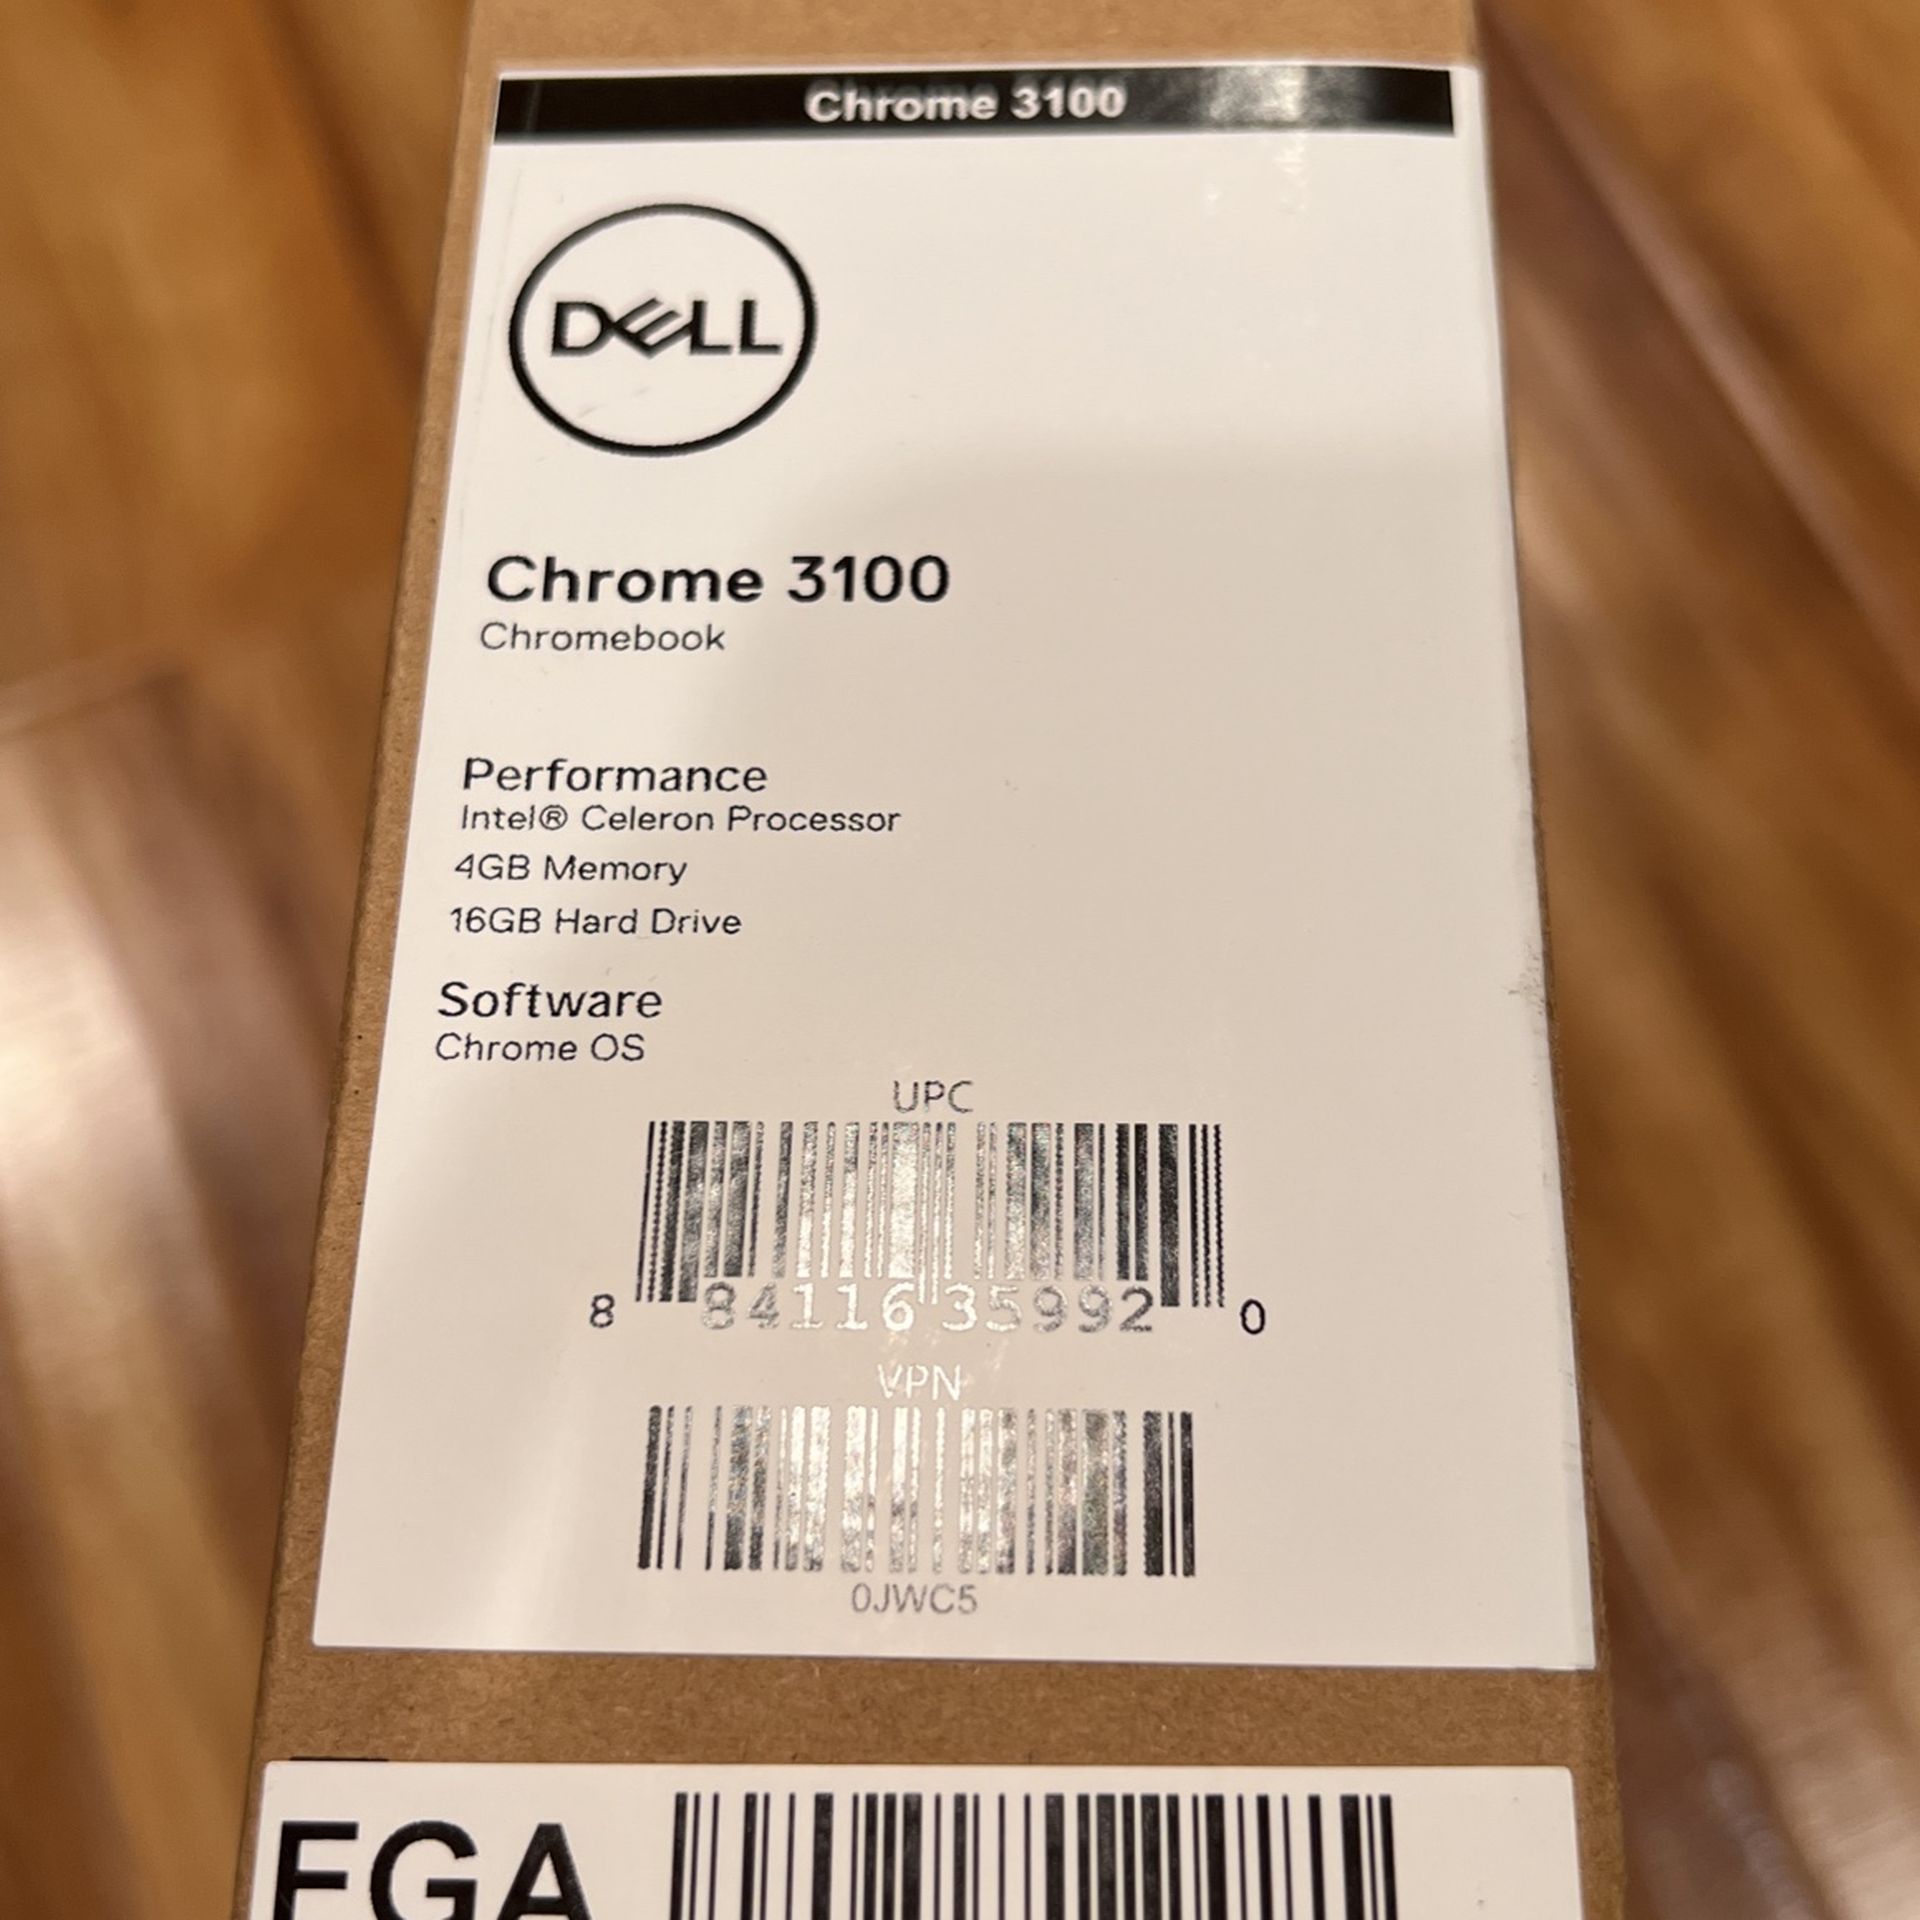 Chrome 3100
DELL
Chrome 3100
Chromebook
Performance
Intel® Celeron Processor
4GB Memory
16GB Hard Drive
Software
Chrome OS
UPC
8 84116 35992 0
VPN
0JWC5
FGA